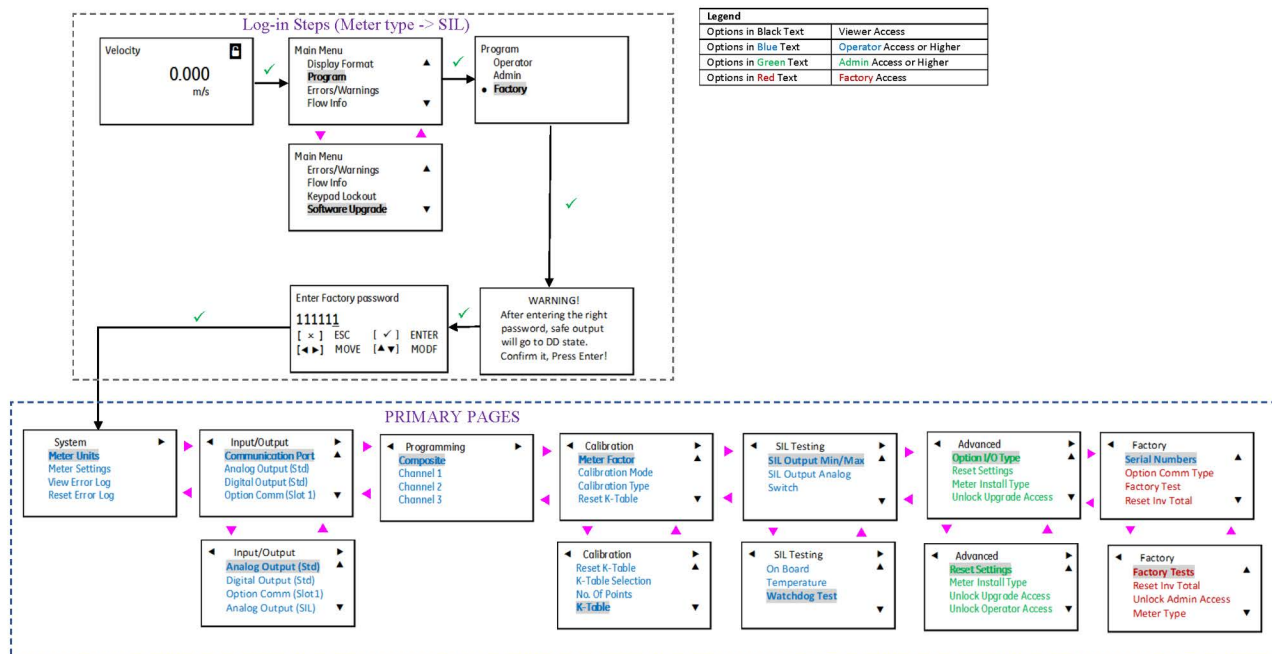 Log-in Steps (Meter type -> SIL)
Velocity
0.000
m/s
Main Menu
Display Format
Program
Errors/Warnings
Flow Info
Program
Operator
Admin
Factory
Main Menu
Errors/Warnings
Flow Info
Keypad Lockout
Software Upgrade
Legend
Options in Black Text Viewer Access
Options in Blue Text Operator Access or Higher
Options in Green Text Admin Access or Higher
Options in Red Text Factory Access
Enter Factory password
111111
[ × ] ESC [ ✓ ] ENTER
[◄ ►] MOVE [▲▼] MODF
WARNING!
After entering the right
password, safe output
will go to DD state.
Confirm it, Press Enter!
PRIMARY PAGES
System
Meter Units
Meter Settings
View Error Log
Reset Error Log
Input/Output
Communication Port
Analog Output (Std)
Digital Output (Std)
Option Comm (Slot 1)
Programming
Composite
Channel 1
Channel 2
Channel 3
Calibration
Meter Factor
Calibration Mode
Calibration Type
Reset K-Table
SIL Testing
SIL Output Min/Max
SIL Output Analog
Switch
Advanced
Option I/O Type
Reset Settings
Meter Install Type
Unlock Upgrade Access
Factory
Serial Numbers
Option Comm Type
Factory Test
Reset Inv Total
Input/Output
Analog Output (Std)
Digital Output (Std)
Option Comm (Slot1)
Analog Output (SIL)
Calibration
Reset K-Table
K-Table Selection
No. Of Points
K-Table
SIL Testing
On Board
Temperature
Watchdog Test
Advanced
Reset Settings
Meter Install Type
Unlock Upgrade Access
Unlock Operator Access
Factory
Factory Tests
Reset Inv Total
Unlock Admin Access
Meter Type